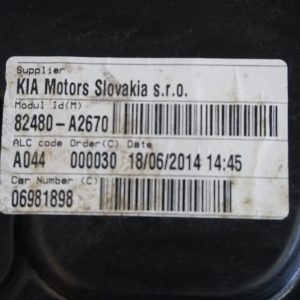 Supplier
KIA Motors Slovakia s.r.o.
Modul Id(M)
82480-A2670
ALC code Order(C) Date
A044 000030 18/06/2014 14:45
Car Number (C)
06981898